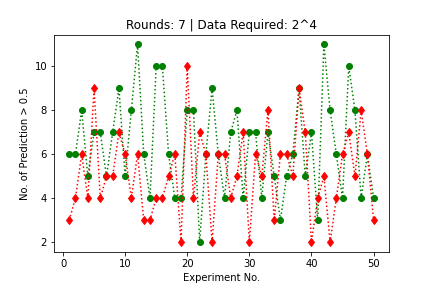 Rounds: 7 | Data Required: 2^4
No. of Prediction > 0.5
10
8
6
4
2
0 10 20 30 40 50
Experiment No.